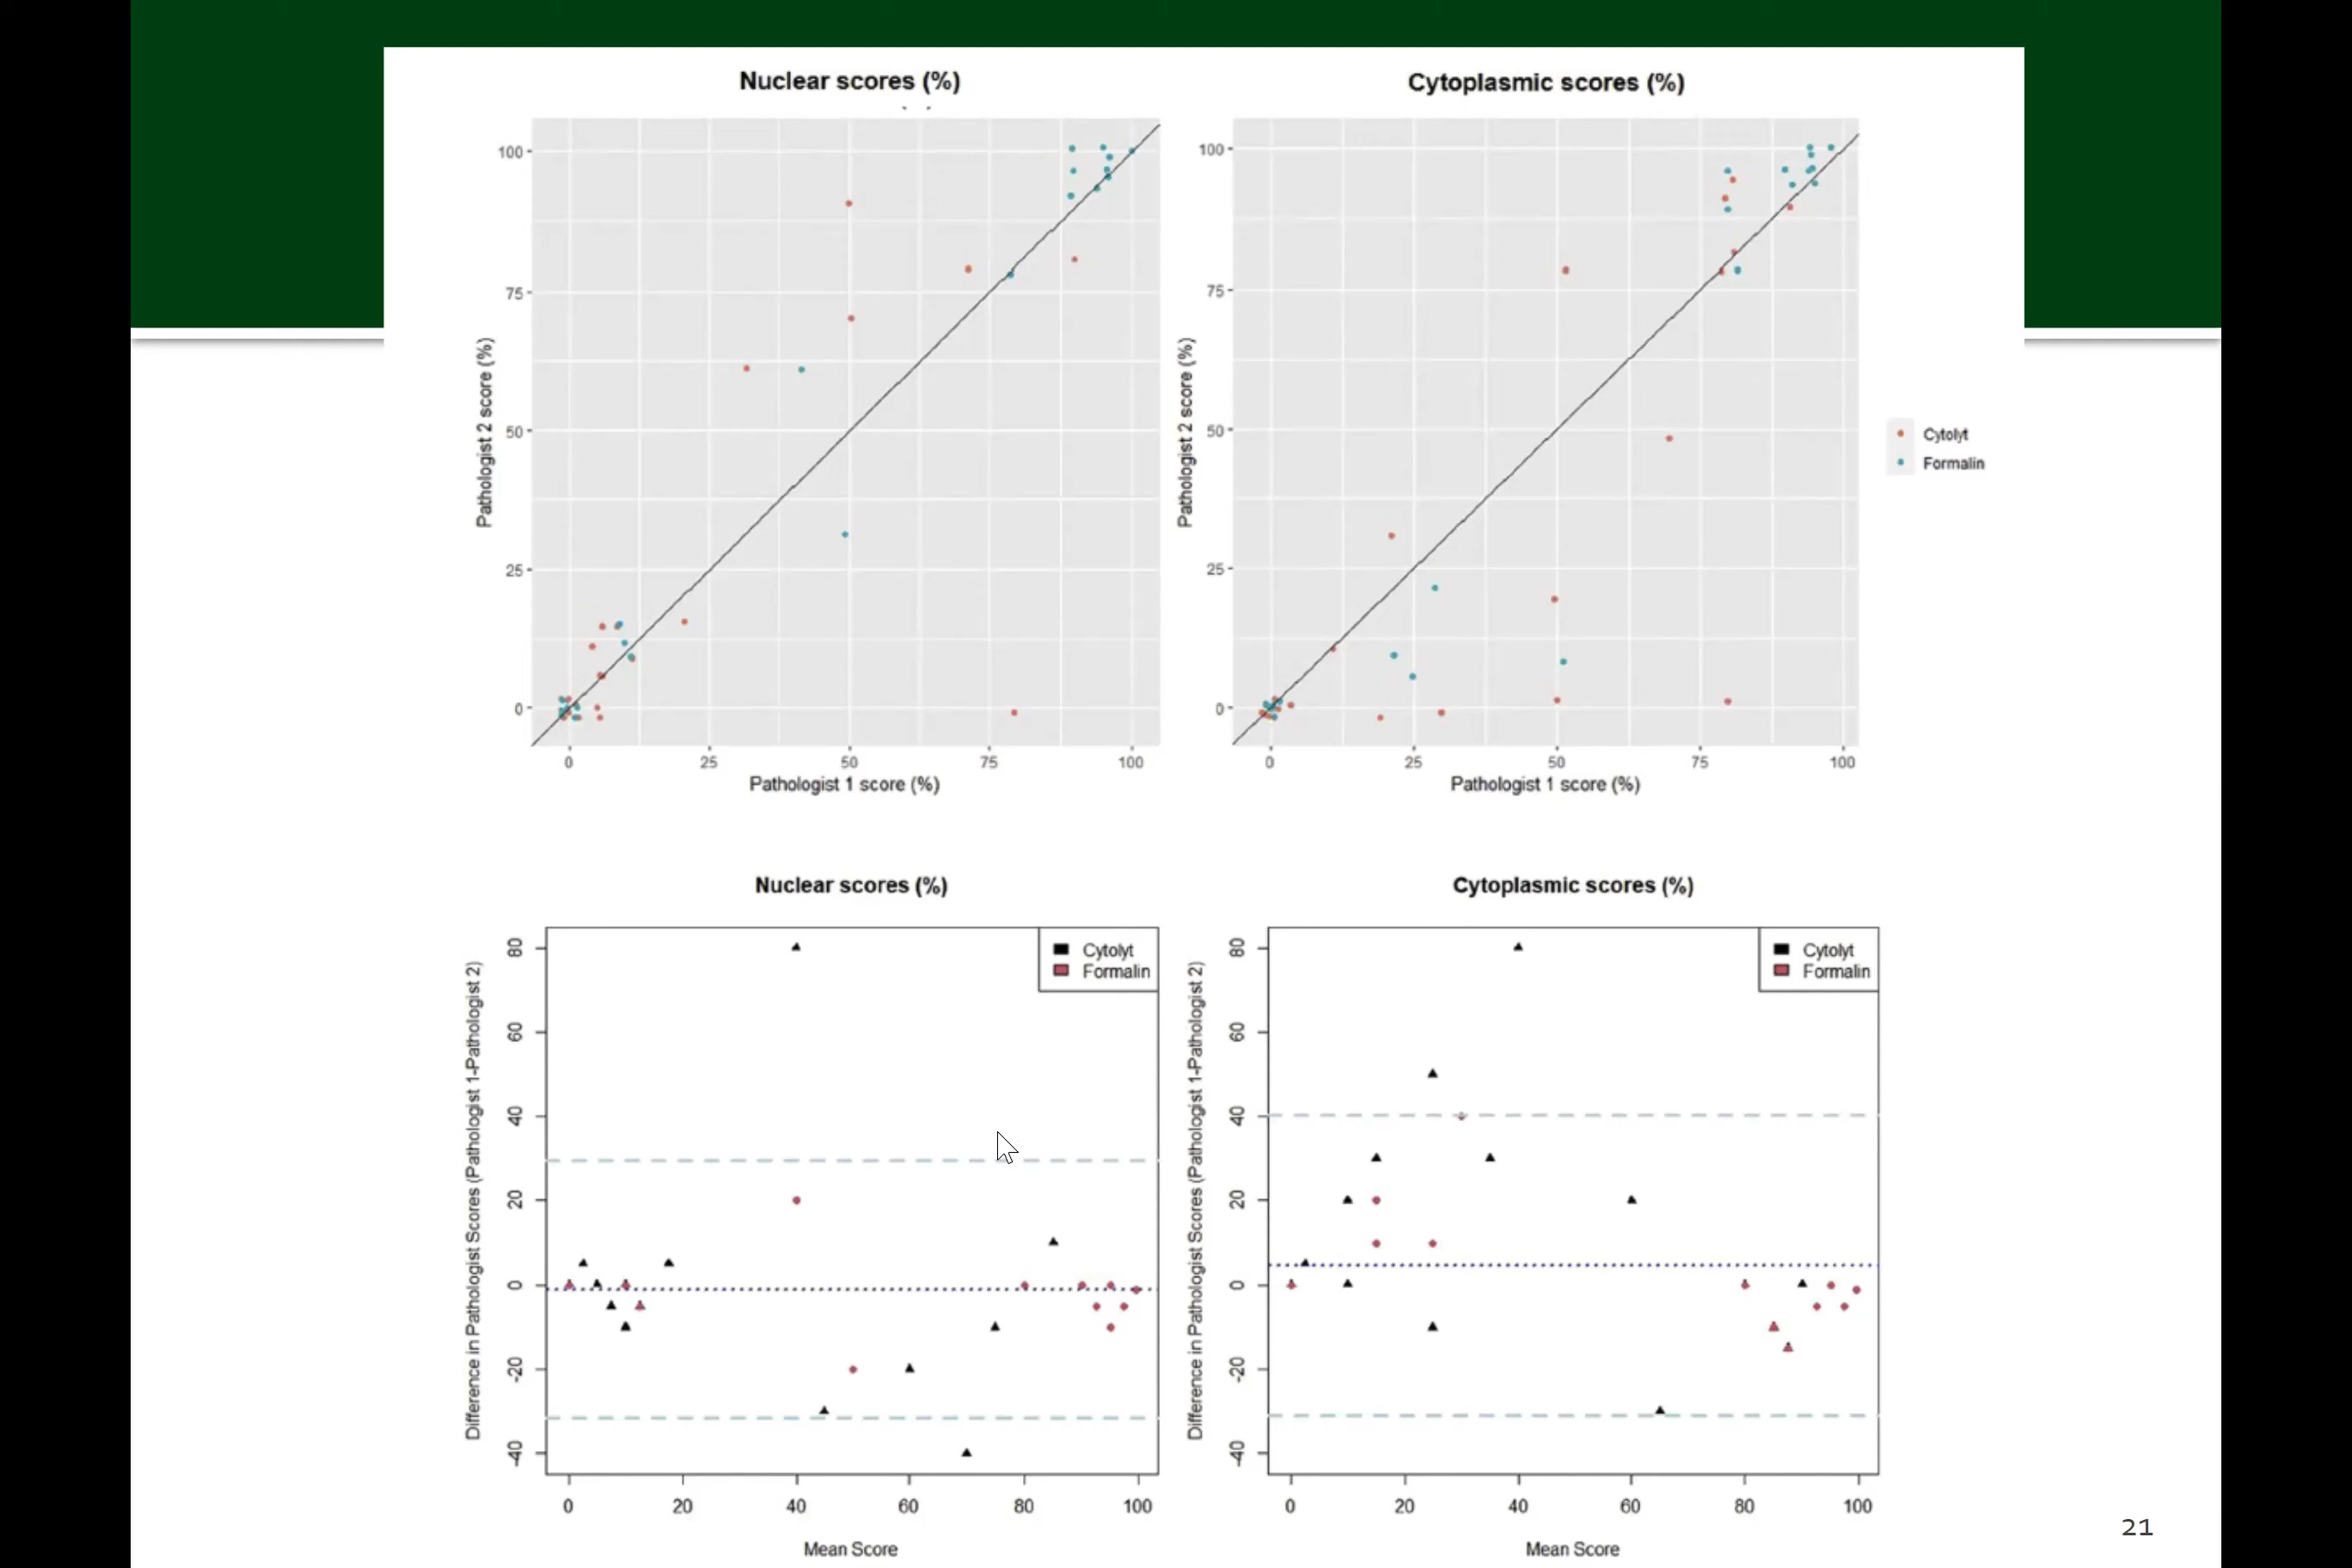 Nuclear scores (%)
Cytoplasmic scores (%)
100
75
50
25
0
Pathologist 2 score (%)
0 25 50 75 100
Pathologist 1 score (%)
100
75
50
25
0
Pathologist 2 score (%)
0 25 50 75 100
Pathologist 1 score (%)
Cytolyt
Formalin
Nuclear scores (%)
Cytoplasmic scores (%)
Cytolyt
Formalin
80
60
40
20
0
-20
-40
Difference in Pathologist Scores (Pathologist 1-Pathologist 2)
0 20 40 60 80 100
Mean Score
Cytolyt
Formalin
80
60
40
20
0
-20
-40
Difference in Pathologist Scores (Pathologist 1-Pathologist 2)
0 20 40 60 80 100
Mean Score
21